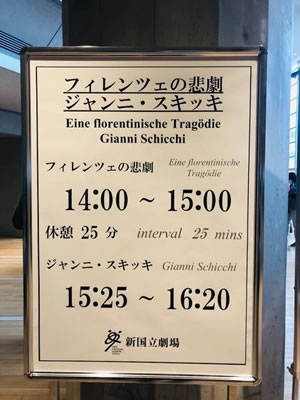 フィレンツェの悲劇
ジャンニ・スキッキ
Eine florentinische Tragödie
Gianni Schicchi
フィレンツェの悲劇 Eine florentinische
Tragödie
14:00 ~ 15:00
休憩 25 分 interval 25 mins
ジャンニ・スキッキ Gianni Schicchi
15:25 ~ 16:20
新国立劇場